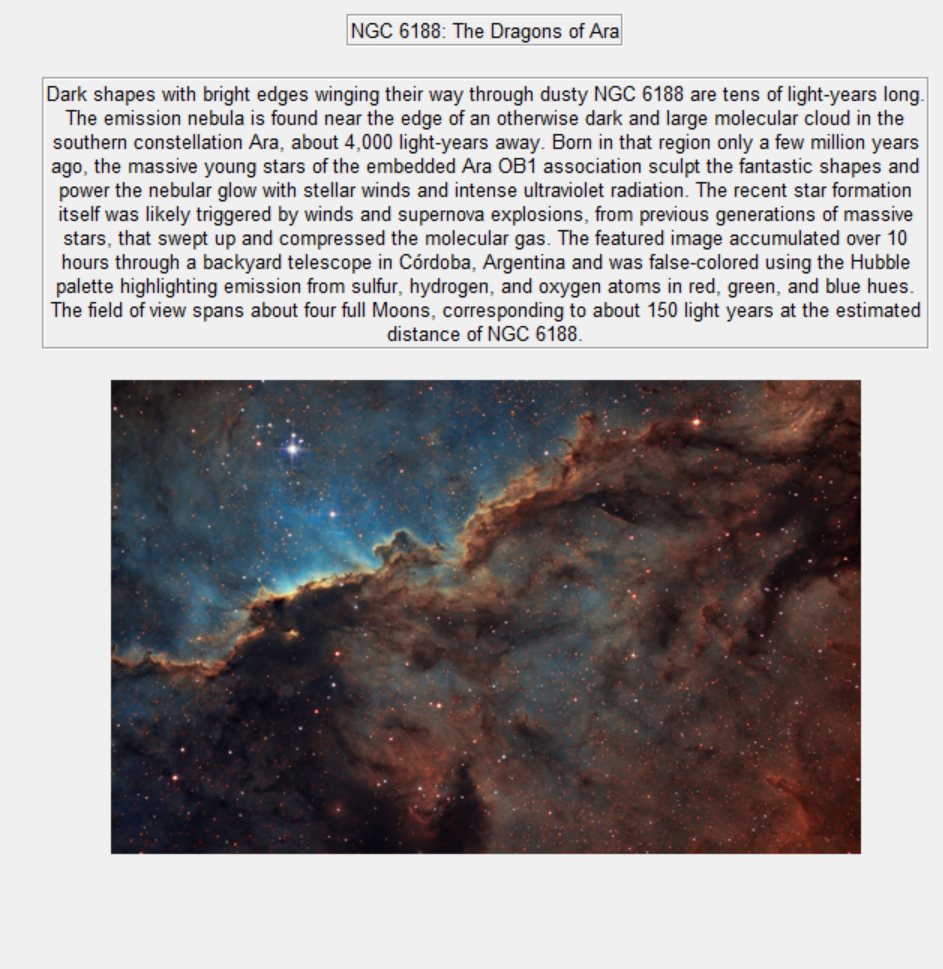 NGC 6188: The Dragons of Ara
Dark shapes with bright edges winging their way through dusty NGC 6188 are tens of light-years long.
The emission nebula is found near the edge of an otherwise dark and large molecular cloud in the
southern constellation Ara, about 4,000 light-years away. Born in that region only a few million years
ago, the massive young stars of the embedded Ara OB1 association sculpt the fantastic shapes and
power the nebular glow with stellar winds and intense ultraviolet radiation. The recent star formation
itself was likely triggered by winds and supernova explosions, from previous generations of massive
stars, that swept up and compressed the molecular gas. The featured image accumulated over 10
hours through a backyard telescope in Córdoba, Argentina and was false-colored using the Hubble
palette highlighting emission from sulfur, hydrogen, and oxygen atoms in red, green, and blue hues.
The field of view spans about four full Moons, corresponding to about 150 light years at the estimated
distance of NGC 6188.